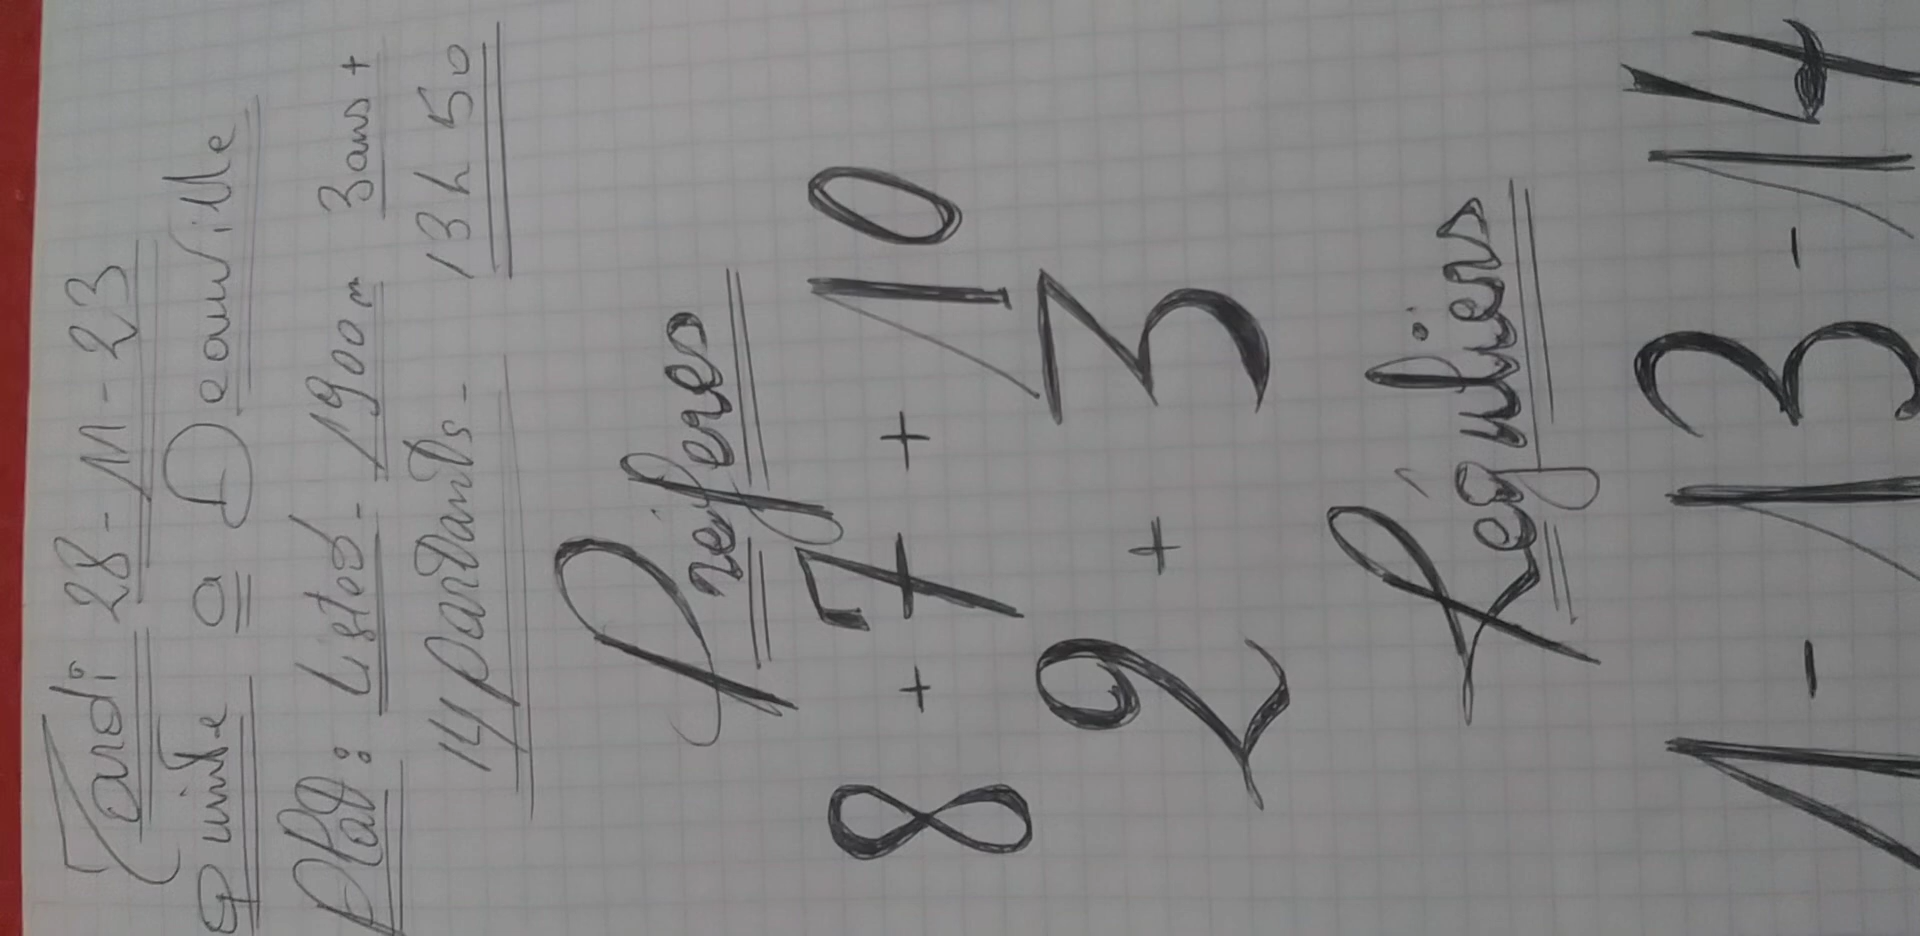 Mardi 28-11-23
Quinté à Deauville
Plat: Listed - 1900m 3ans +
14 partants - 13h50
Préférés
8 + 7 + 10
2 + 3
Réguliers
1 - 13 - 14